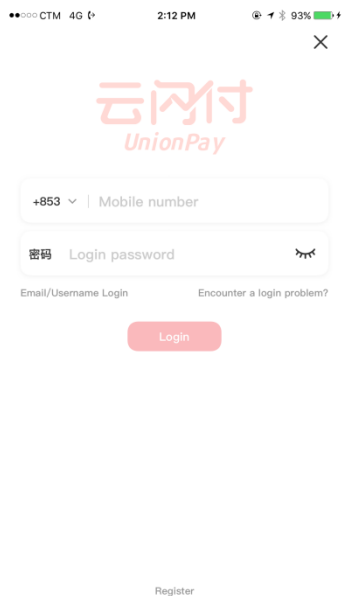 CTM 4G 2:12 PM 93%
云闪付
UnionPay
+853 Mobile number
密码 Login password
Email/Username Login Encounter a login problem?
Login
Register